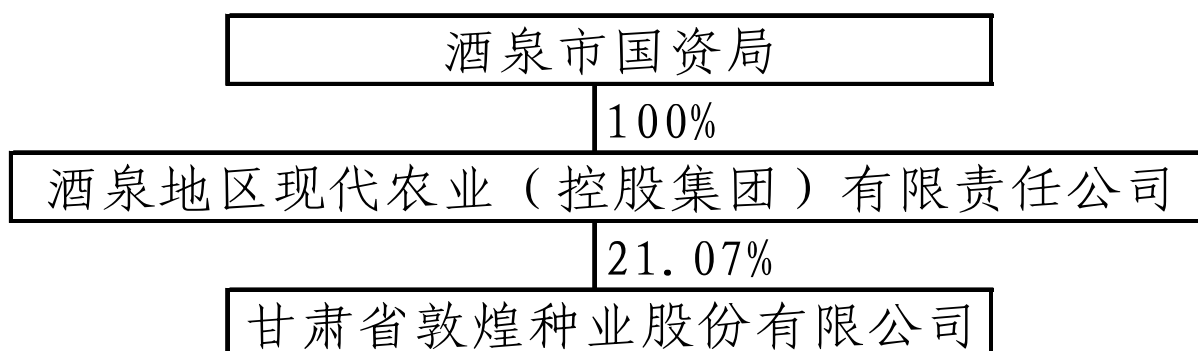 酒泉市国资局
100%
酒泉地区现代农业（控股集团）有限责任公司
21.07%
甘肃省敦煌种业股份有限公司